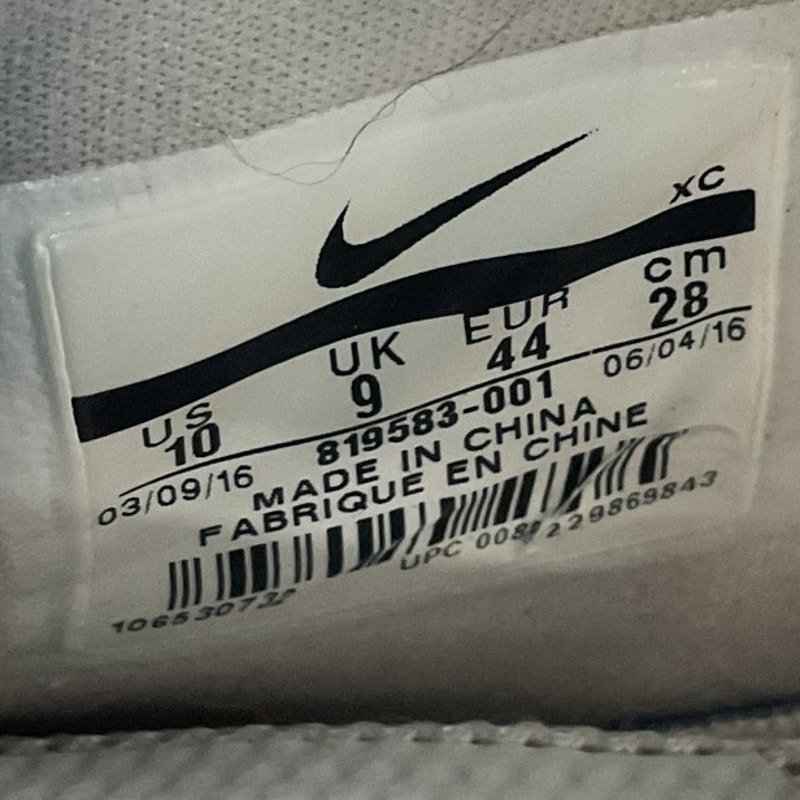 XC
US UK EUR cm
10 9 44 28
03/09/16 819583-001 06/04/16
MADE IN CHINA
FABRIQUE EN CHINE
UPC